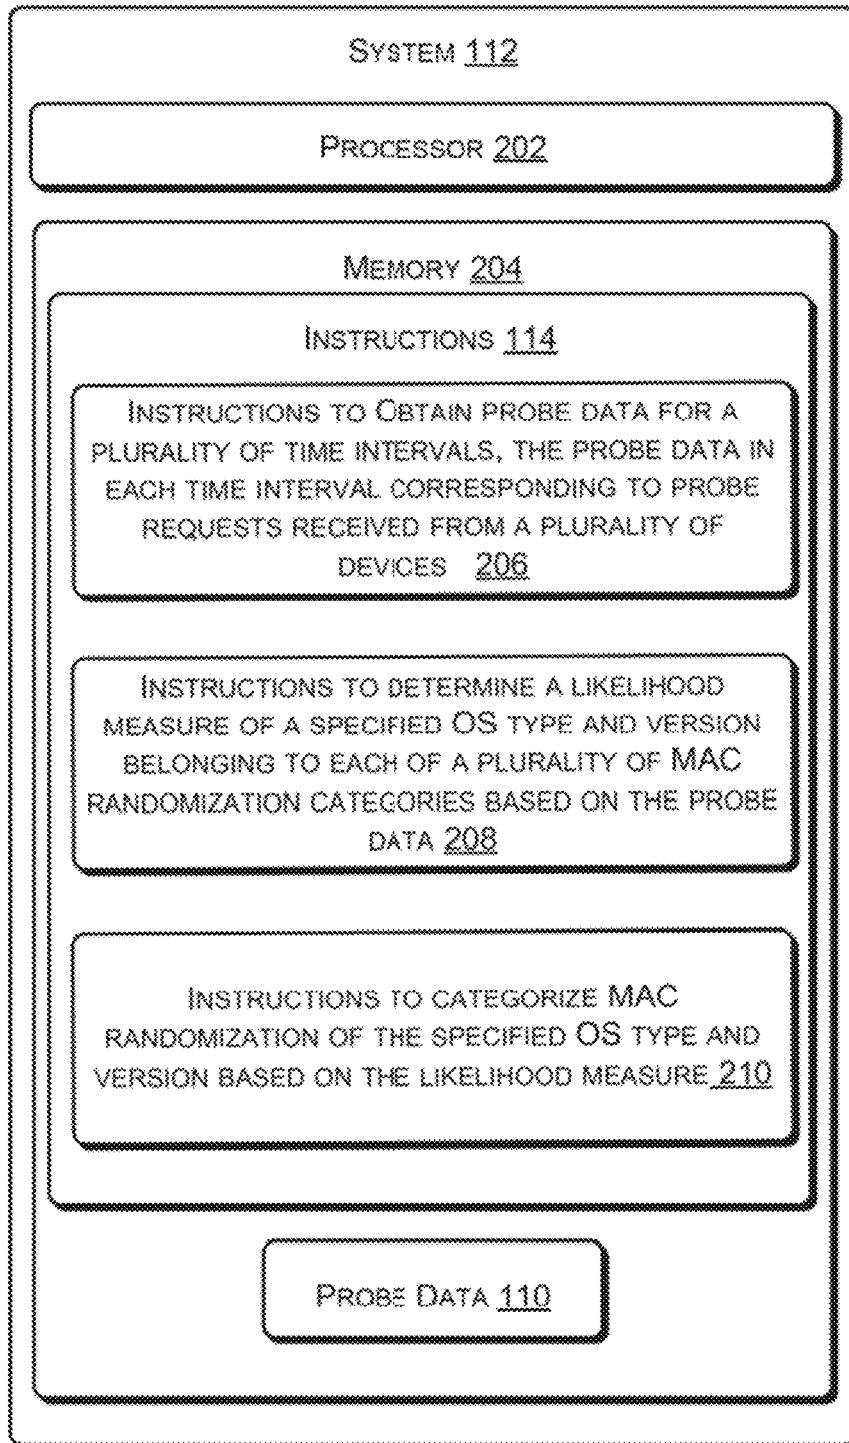 SYSTEM 112
PROCESSOR 202
MEMORY 204
INSTRUCTIONS 114
INSTRUCTIONS TO OBTAIN PROBE DATA FOR A
PLURALITY OF TIME INTERVALS, THE PROBE DATA IN
EACH TIME INTERVAL CORRESPONDING TO PROBE
REQUESTS RECEIVED FROM A PLURALITY OF
DEVICES 206
INSTRUCTIONS TO DETERMINE A LIKELIHOOD
MEASURE OF A SPECIFIED OS TYPE AND VERSION
BELONGING TO EACH OF A PLURALITY OF MAC
RANDOMIZATION CATEGORIES BASED ON THE PROBE
DATA 208
INSTRUCTIONS TO CATEGORIZE MAC
RANDOMIZATION OF THE SPECIFIED OS TYPE AND
VERSION BASED ON THE LIKELIHOOD MEASURE 210
PROBE DATA 110